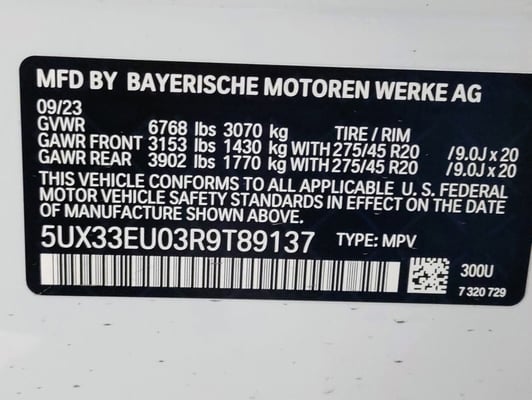 MFD BY BAYERISCHE MOTOREN WERKE AG
09/23
GVWR 6768 lbs 3070 kg TIRE / RIM
GAWR FRONT 3153 lbs 1430 kg WITH 275/45 R20 /9.0J x 20
GAWR REAR 3902 lbs 1770 kg WITH 275/45 R20 /9.0J x 20
THIS VEHICLE CONFORMS TO ALL APPLICABLE U. S. FEDERAL
MOTOR VEHICLE SAFETY STANDARDS IN EFFECT ON THE DATE
OF MANUFACTURE SHOWN ABOVE.
5UX33EU03R9T89137 TYPE: MPV
300U
7 320 729